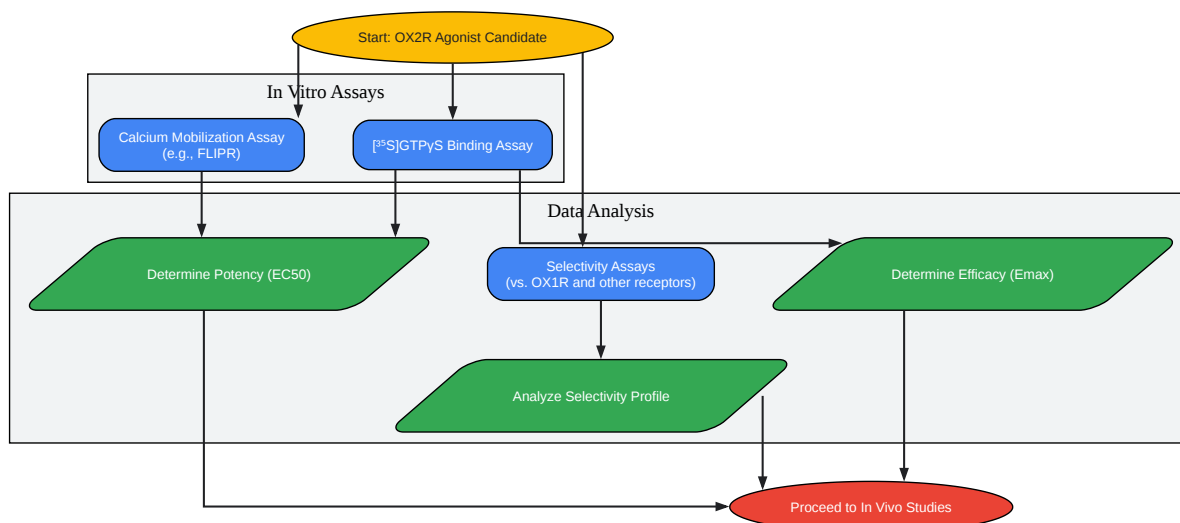 Start: OX2R Agonist Candidate
In Vitro Assays
Calcium Mobilization Assay
(e.g., FLIPR)
[³⁵S]GTPγS Binding Assay
Data Analysis
Determine Potency (EC50)
Selectivity Assays
(vs. OX1R and other receptors)
Determine Efficacy (Emax)
Analyze Selectivity Profile
Proceed to In Vivo Studies